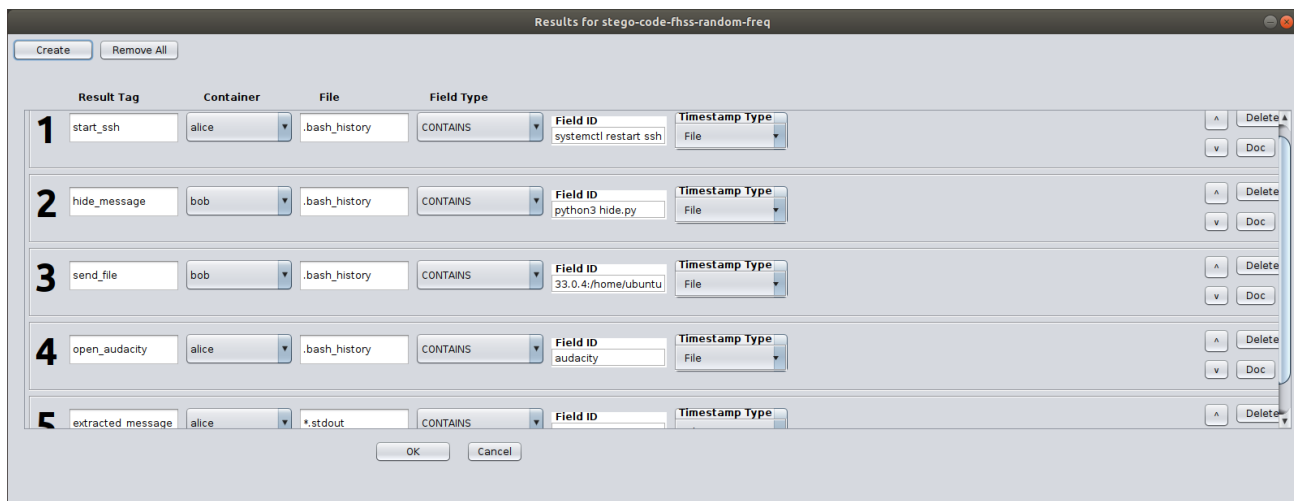 Results for stego-code-fhss-random-freq
Create Remove All
Result Tag Container File Field Type
1 start_ssh alice .bash_history CONTAINS Field ID systemctl restart ssh Timestamp Type File ^ Delete v Doc
2 hide_message bob .bash_history CONTAINS Field ID python3 hide.py Timestamp Type File ^ Delete v Doc
3 send_file bob .bash_history CONTAINS Field ID 33.0.4:/home/ubuntu Timestamp Type File ^ Delete v Doc
4 open_audacity alice .bash_history CONTAINS Field ID audacity Timestamp Type File ^ Delete v Doc
5 extracted_message alice *.stdout CONTAINS Field ID Timestamp Type ^ Delete
OK Cancel